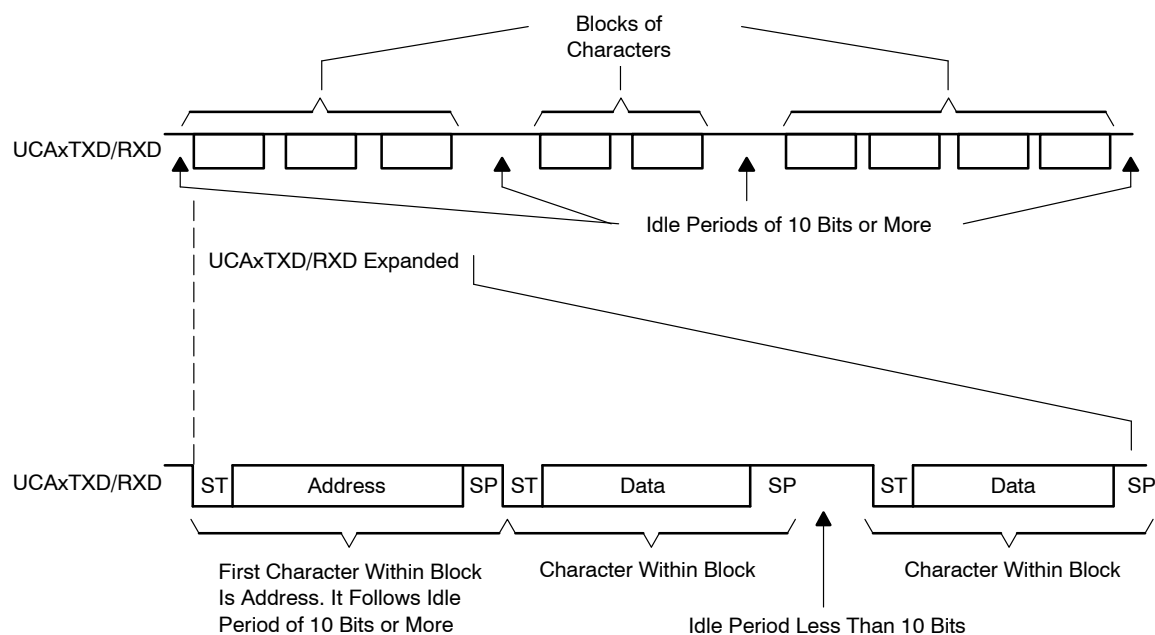 Blocks of
Characters
UCAxTXD/RXD
Idle Periods of 10 Bits or More
UCAxTXD/RXD Expanded
UCAxTXD/RXD
ST
Address
SP
ST
Data
SP
ST
Data
SP
First Character Within Block
Is Address. It Follows Idle
Period of 10 Bits or More
Character Within Block
Character Within Block
Idle Period Less Than 10 Bits